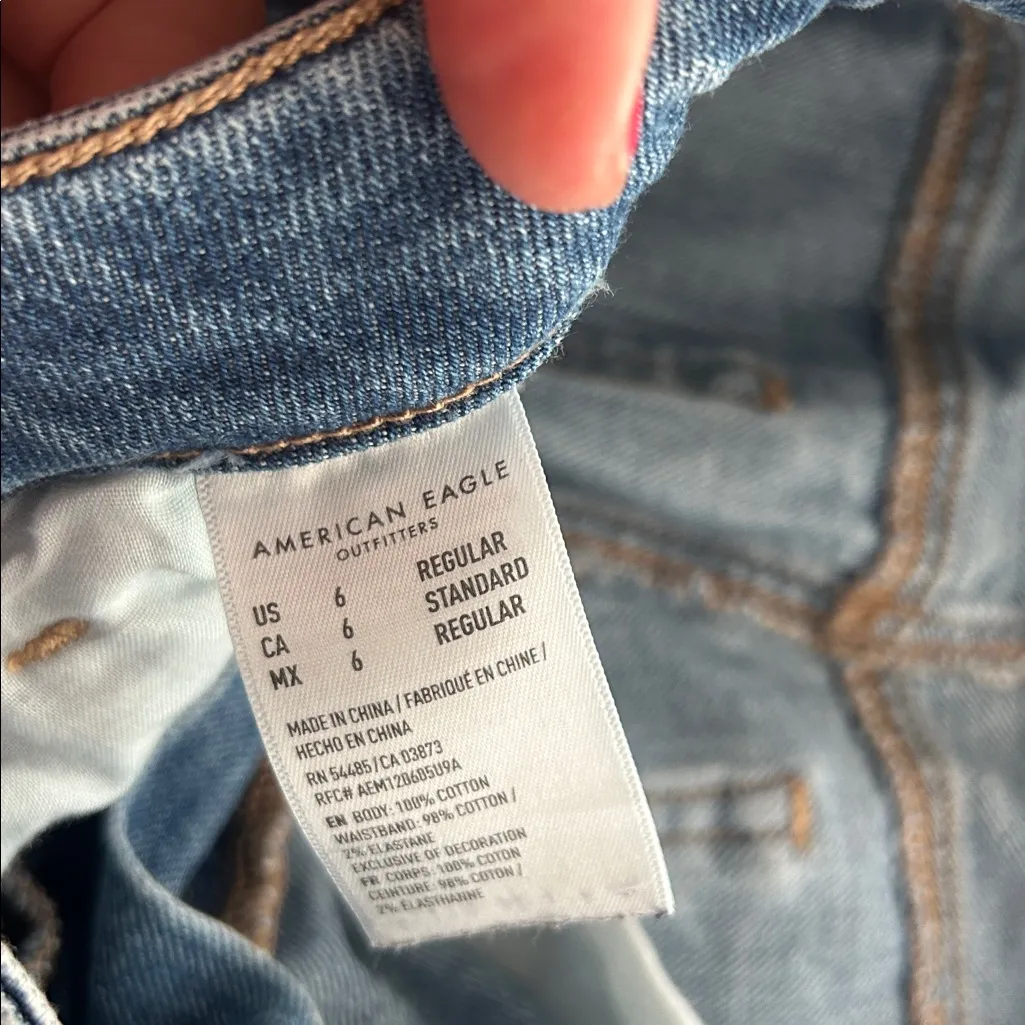 AMERICAN EAGLE
OUTFITTERS
US 6 REGULAR
CA 6 STANDARD
MX 6 REGULAR
MADE IN CHINA / FABRIQUÉ EN CHINE /
HECHO EN CHINA
RN 54485/CA 03873
RFC# AEM120605U9A
EN BODY: 100% COTTON
WAISTBAND: 98% COTTON /
2% ELASTANE
EXCLUSIVE OF DECORATION
FR CORPS: 100% COTON
CEINTURE: 98% COTON /
2% ÉLASTHANNE